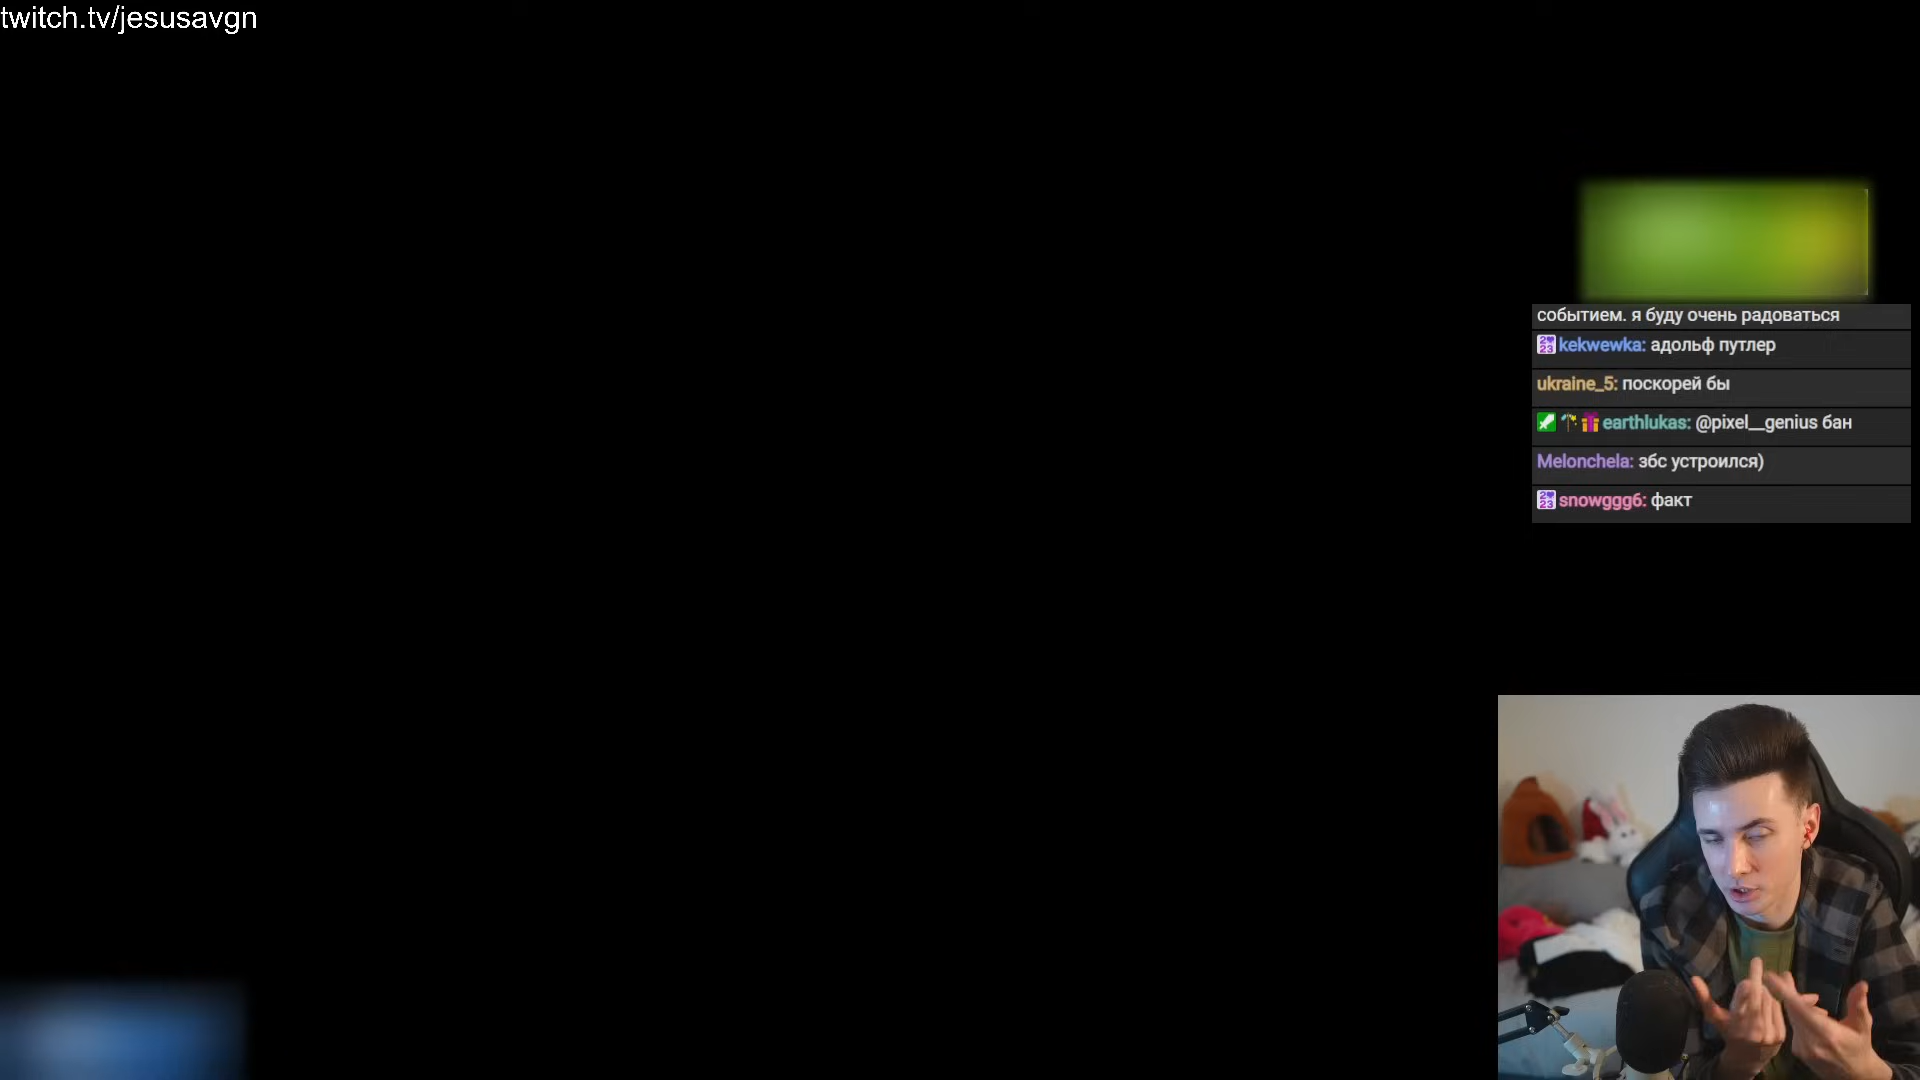 twitch.tv/jesusavgn
событием. я буду очень радоваться
kekwewka: адольф путлер
ukraine_5: поскорей бы
earthlukas: @pixel__genius бан
Melonchela: збс устроился)
snowggg6: факт